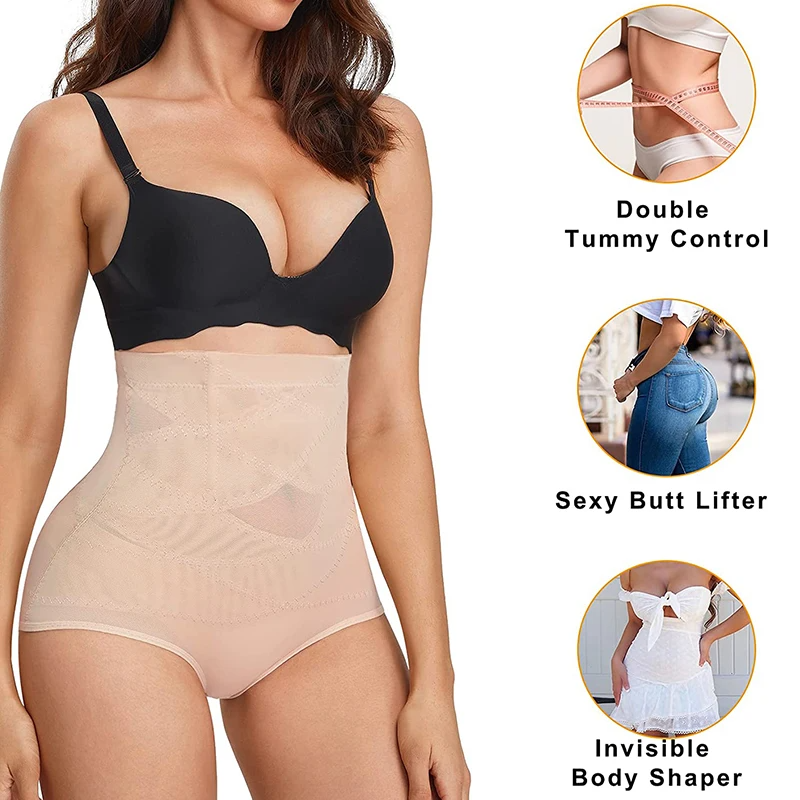 Double
Tummy Control
Sexy Butt Lifter
Invisible
Body Shaper